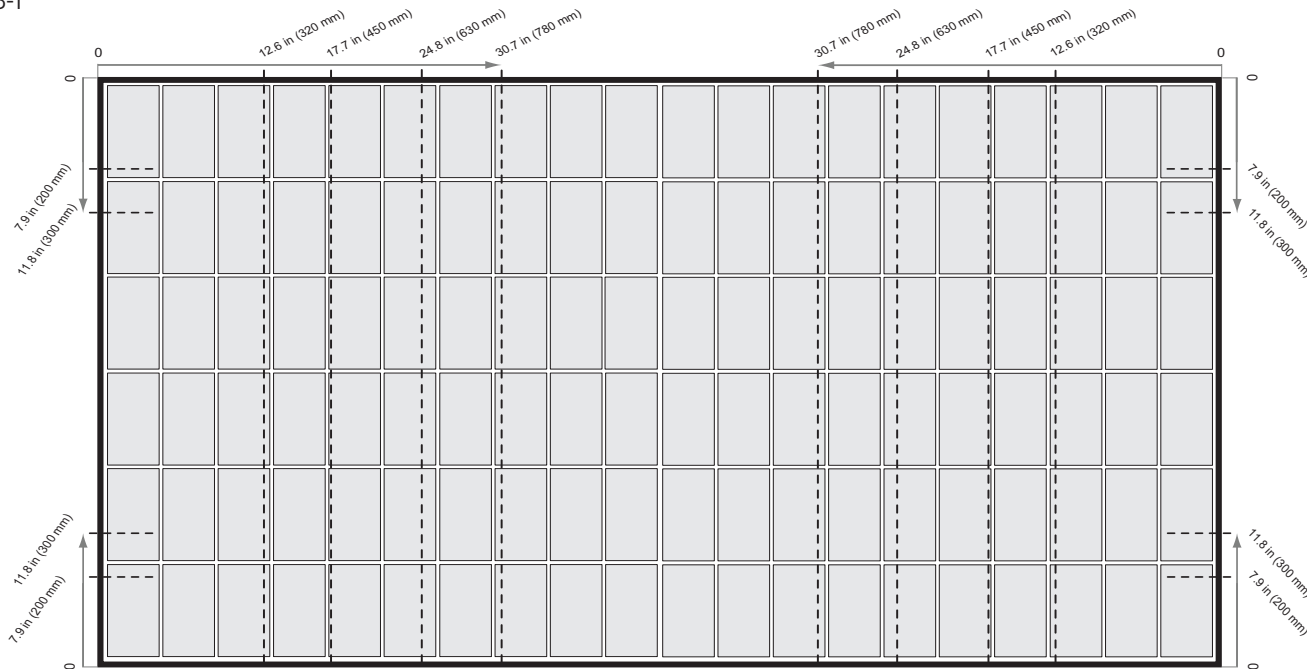 0
12.6 in (320 mm)
17.7 in (450 mm)
24.8 in (630 mm)
30.7 in (780 mm)
30.7 in (780 mm)
24.8 in (630 mm)
17.7 in (450 mm)
12.6 in (320 mm)
0
0
0
7.9 in (200 mm)
11.8 in (300 mm)
7.9 in (200 mm)
11.8 in (300 mm)
11.8 in (300 mm)
7.9 in (200 mm)
11.8 in (300 mm)
7.9 in (200 mm)
0
0